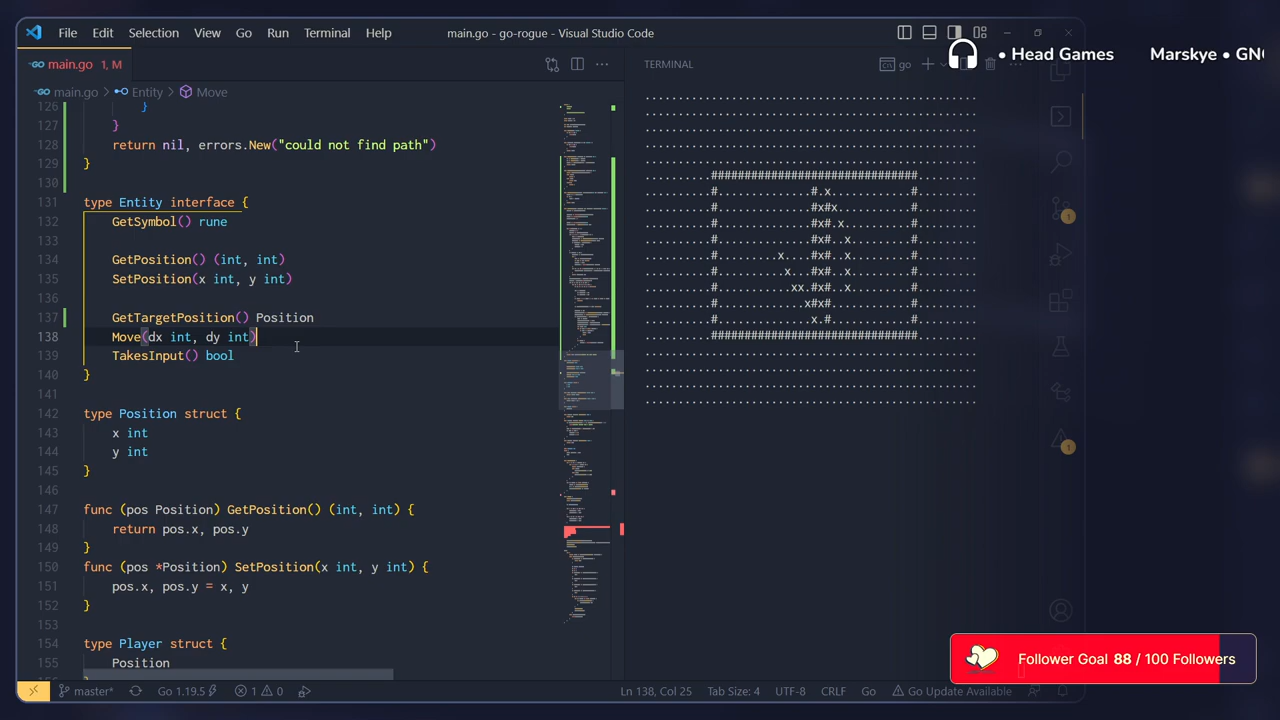 File Edit Selection View Go Run Terminal Help
main.go - go-rogue - Visual Studio Code
• Head Games Marskye • GN
main.go 1, M
TERMINAL
go
main.go > Entity > Move
126 }
127 }
128 return nil, errors.New("could not find path")
129 }
130
131 type Entity interface {
132 GetSymbol() rune
133
134 GetPosition() (int, int)
135 SetPosition(x int, y int)
136
137 GetTargetPosition() Position
138 Move(dx int, dy int)
139 TakesInput() bool
140 }
141
142 type Position struct {
143 x int
144 y int
145 }
146
147 func (pos Position) GetPosition() (int, int) {
148 return pos.x, pos.y
149 }
150 func (pos *Position) SetPosition(x int, y int) {
151 pos.x, pos.y = x, y
152 }
153
154 type Player struct {
155 Position
1
1
Follower Goal 88 / 100 Followers
master* Go 1.19.5 1 0
Ln 138, Col 25 Tab Size: 4 UTF-8 CRLF Go Go Update Available